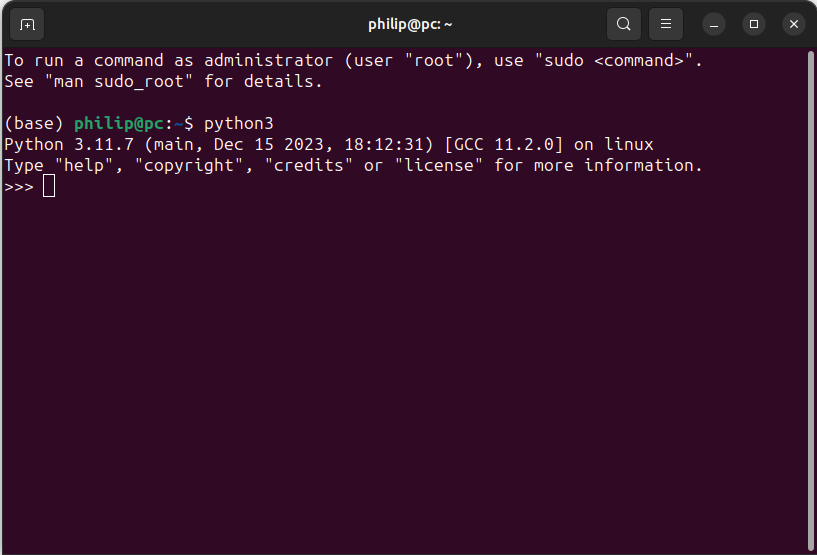 philip@pc: ~
To run a command as administrator (user "root"), use "sudo <command>".
See "man sudo_root" for details.
(base) philip@pc:~$ python3
Python 3.11.7 (main, Dec 15 2023, 18:12:31) [GCC 11.2.0] on linux
Type "help", "copyright", "credits" or "license" for more information.
>>>